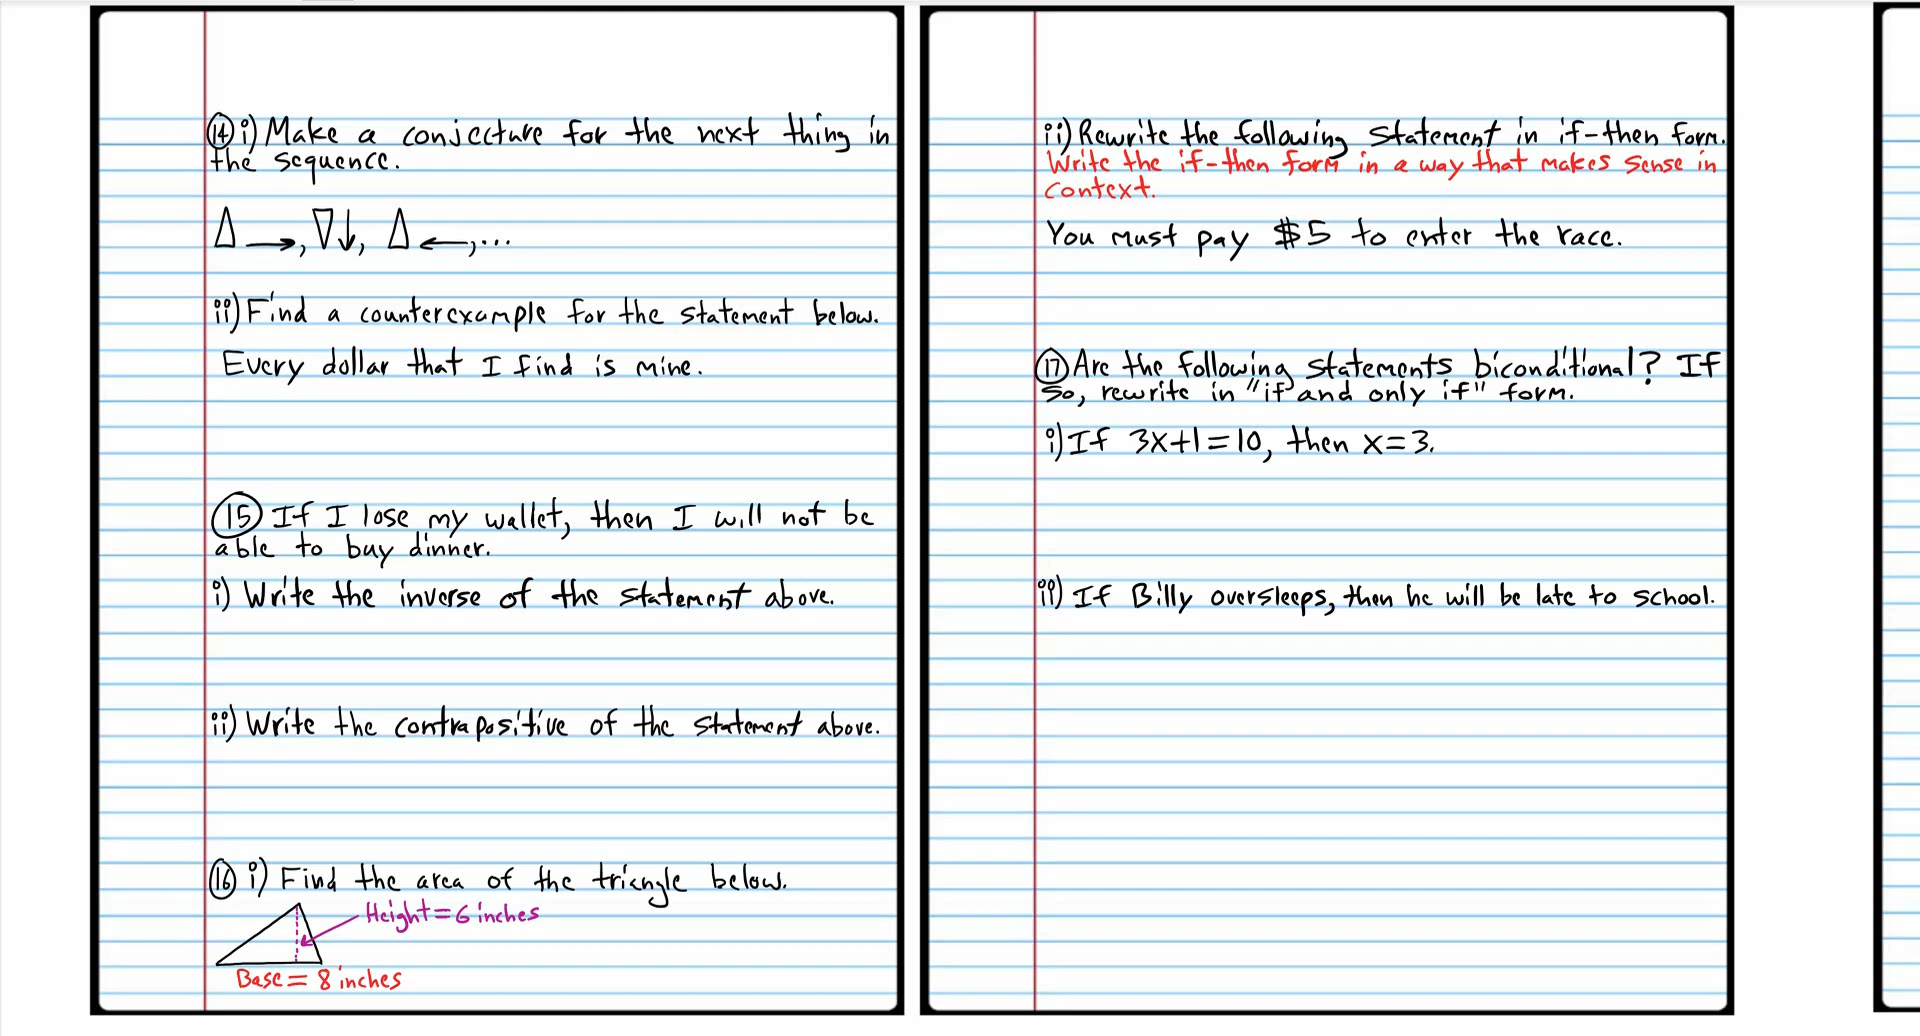 14 i) Make a conjecture for the next thing in
the sequence.
△→, ▽↓, △←,...
ii) Find a counterexample for the statement below.
Every dollar that I find is mine.
15 If I lose my wallet, then I will not be
able to buy dinner.
i) Write the inverse of the statement above.
ii) Write the contrapositive of the statement above.
16 i) Find the area of the triangle below.
Height=6 inches
Base=8 inches
ii) Rewrite the following statement in if-then form.
Write the if-then form in a way that makes sense in
context.
You must pay $5 to enter the race.
17 Are the following statements biconditional? If
so, rewrite in "if and only if" form.
i) If 3x+1=10, then x=3.
ii) If Billy oversleeps, then he will be late to school.